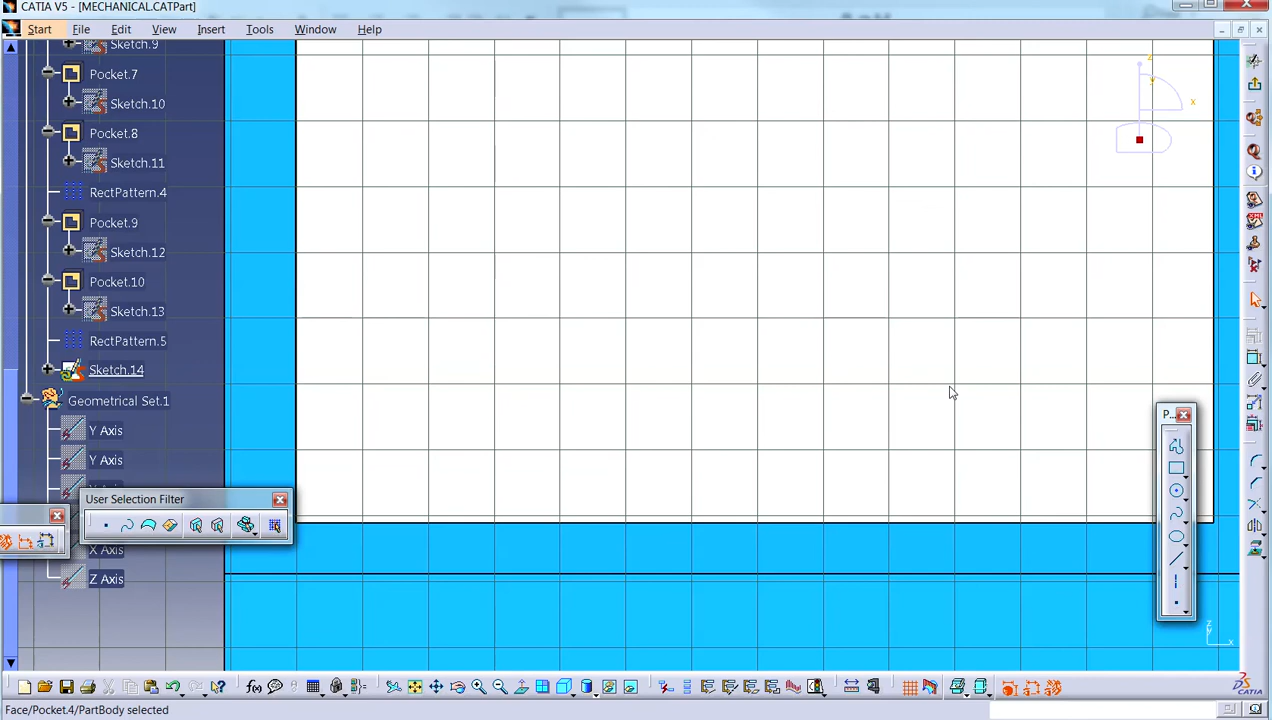 CATIA V5 - [MECHANICAL.CATPart]
Start File Edit View Insert Tools Window Help
Sketch.9
Pocket.7
Sketch.10
Pocket.8
Sketch.11
RectPattern.4
Pocket.9
Sketch.12
Pocket.10
Sketch.13
RectPattern.5
Sketch.14
Geometrical Set.1
Y Axis
Y Axis
User Selection Filter
X Axis
Z Axis
P...
z
y
x
z
y
x
f(x)
CATIA
Face/Pocket.4/PartBody selected